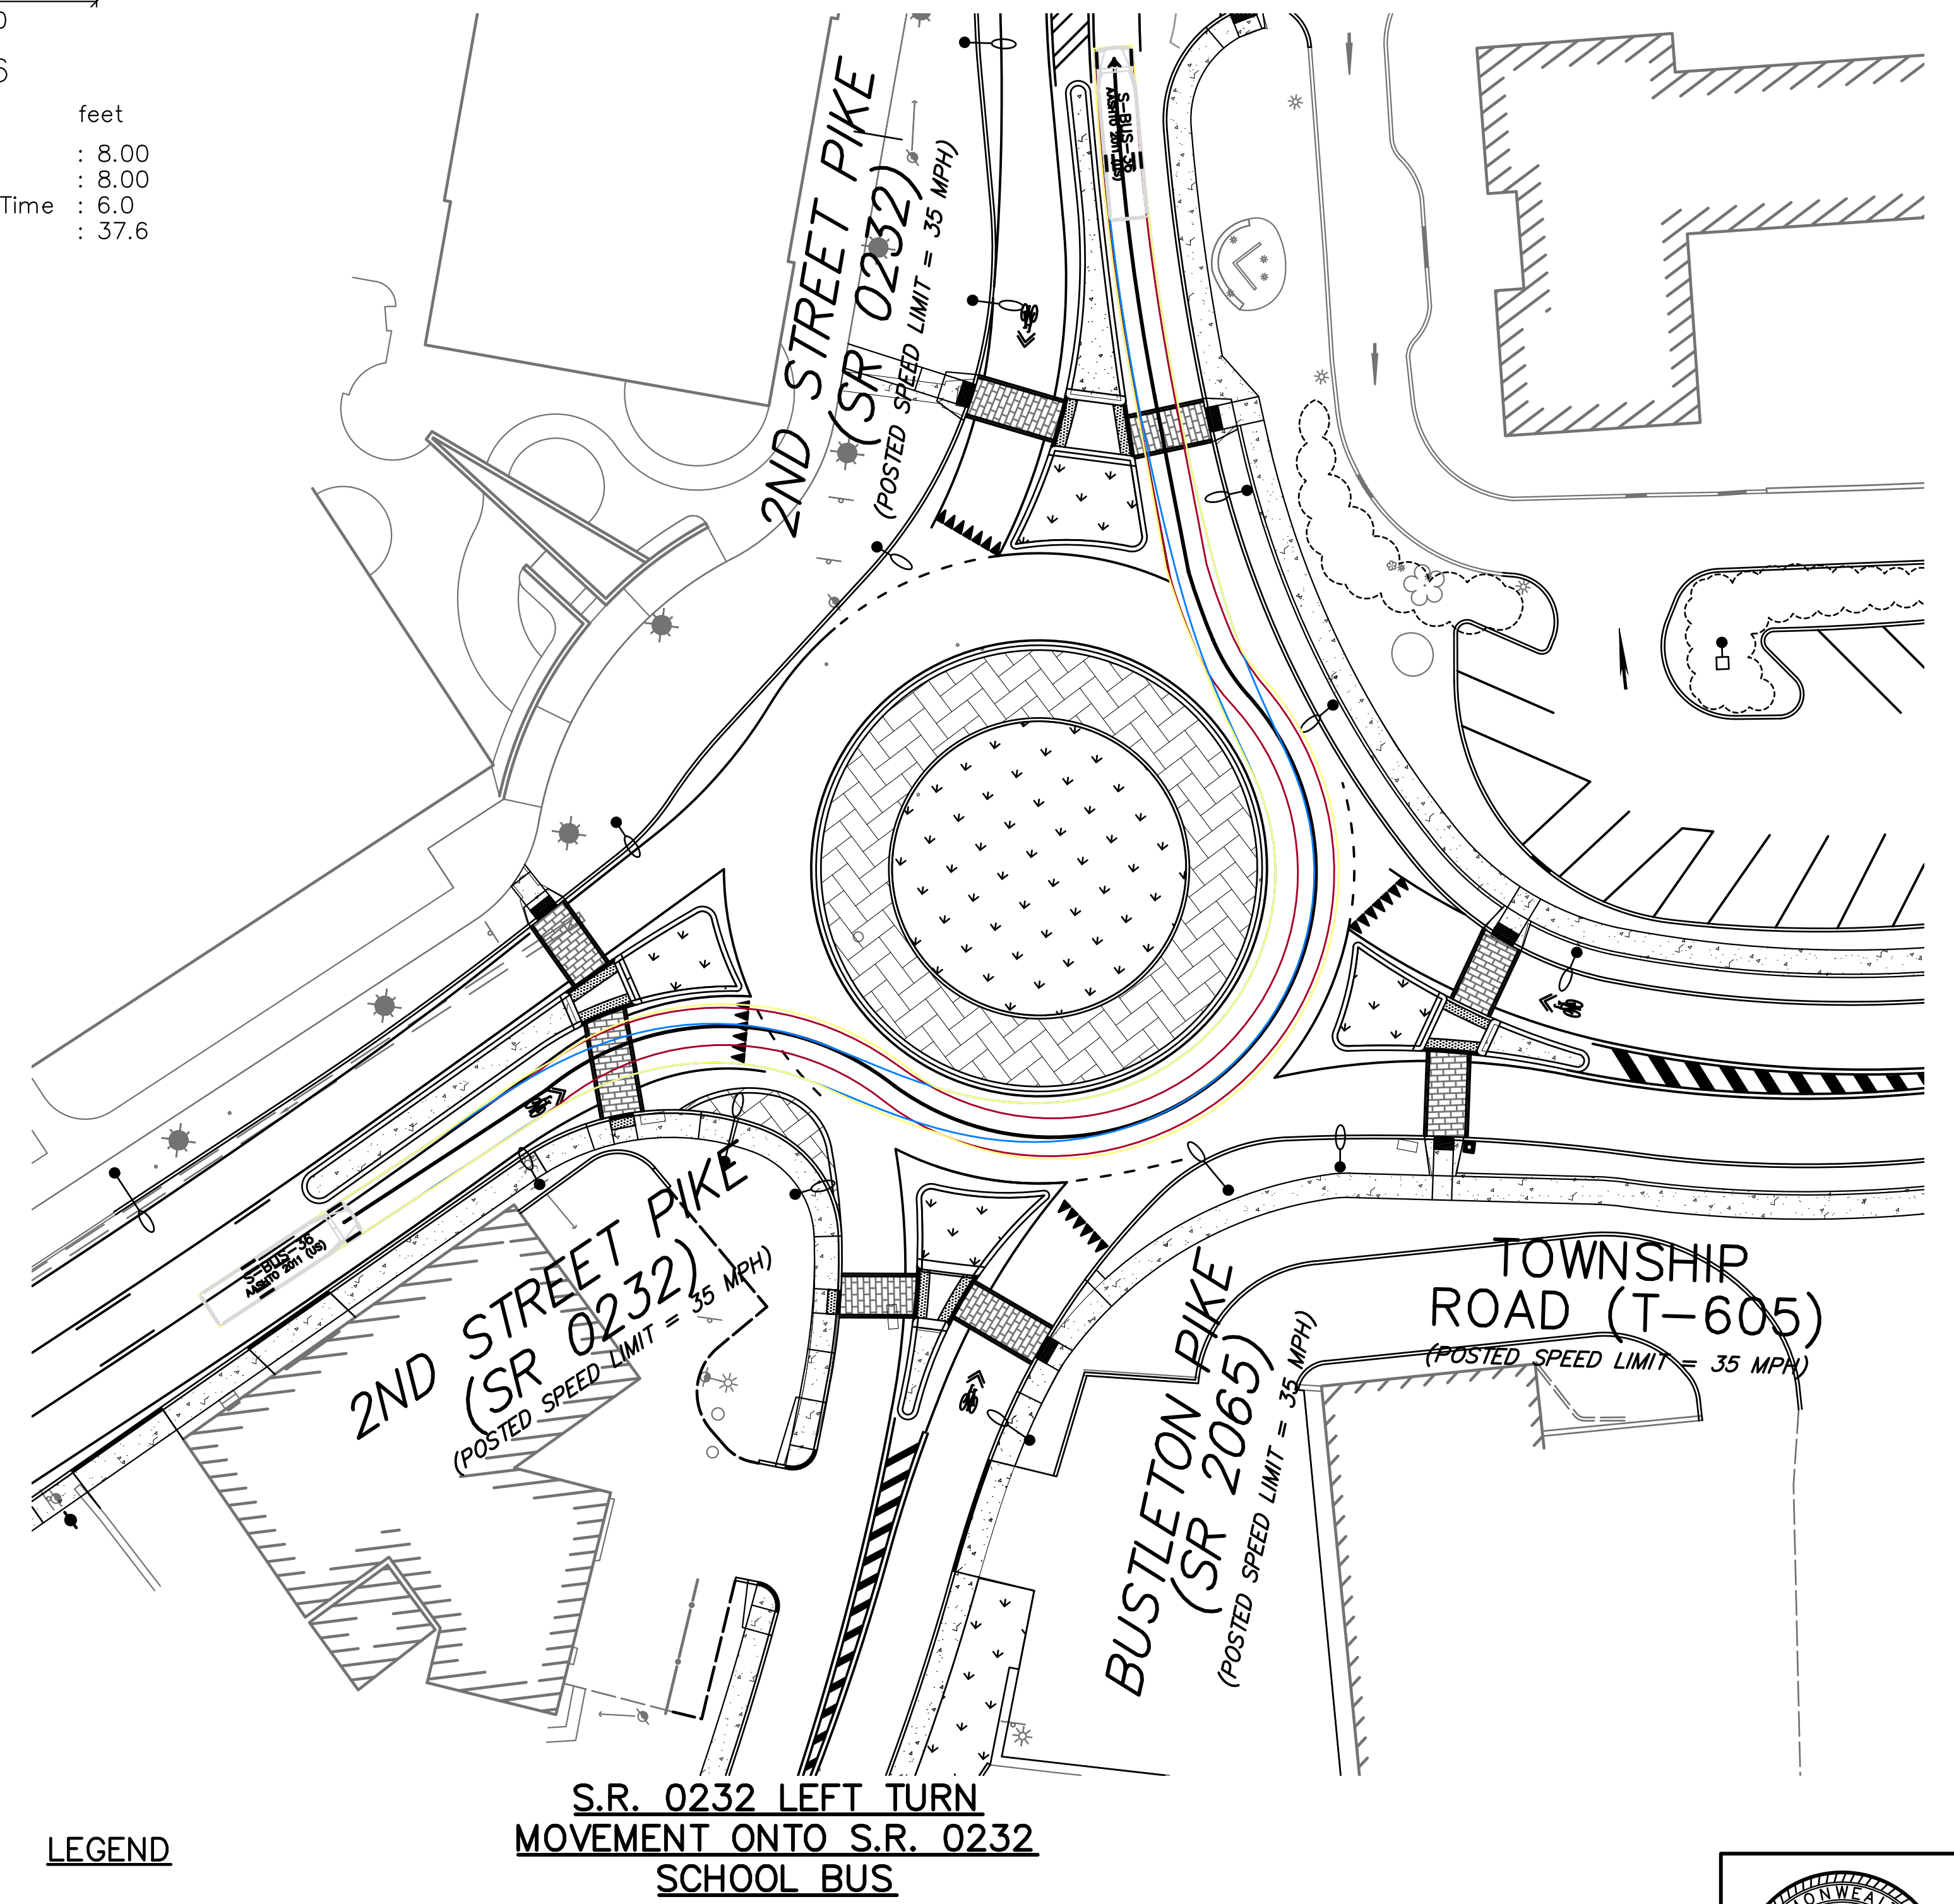 feet
: 8.00
: 8.00
Time : 6.0
: 37.6
2ND STREET PIKE
(SR 0232)
(POSTED SPEED LIMIT = 35 MPH)
S-BUS-36
AASHTO 2011 (US)
S-BUS-36
AASHTO 2011 (US)
2ND STREET PIKE
(SR 0232)
(POSTED SPEED LIMIT = 35 MPH)
BUSTLETON PIKE
(SR 2065)
(POSTED SPEED LIMIT = 35 MPH)
TOWNSHIP
ROAD (T-605)
(POSTED SPEED LIMIT = 35 MPH)
S.R. 0232 LEFT TURN
MOVEMENT ONTO S.R. 0232
SCHOOL BUS
LEGEND